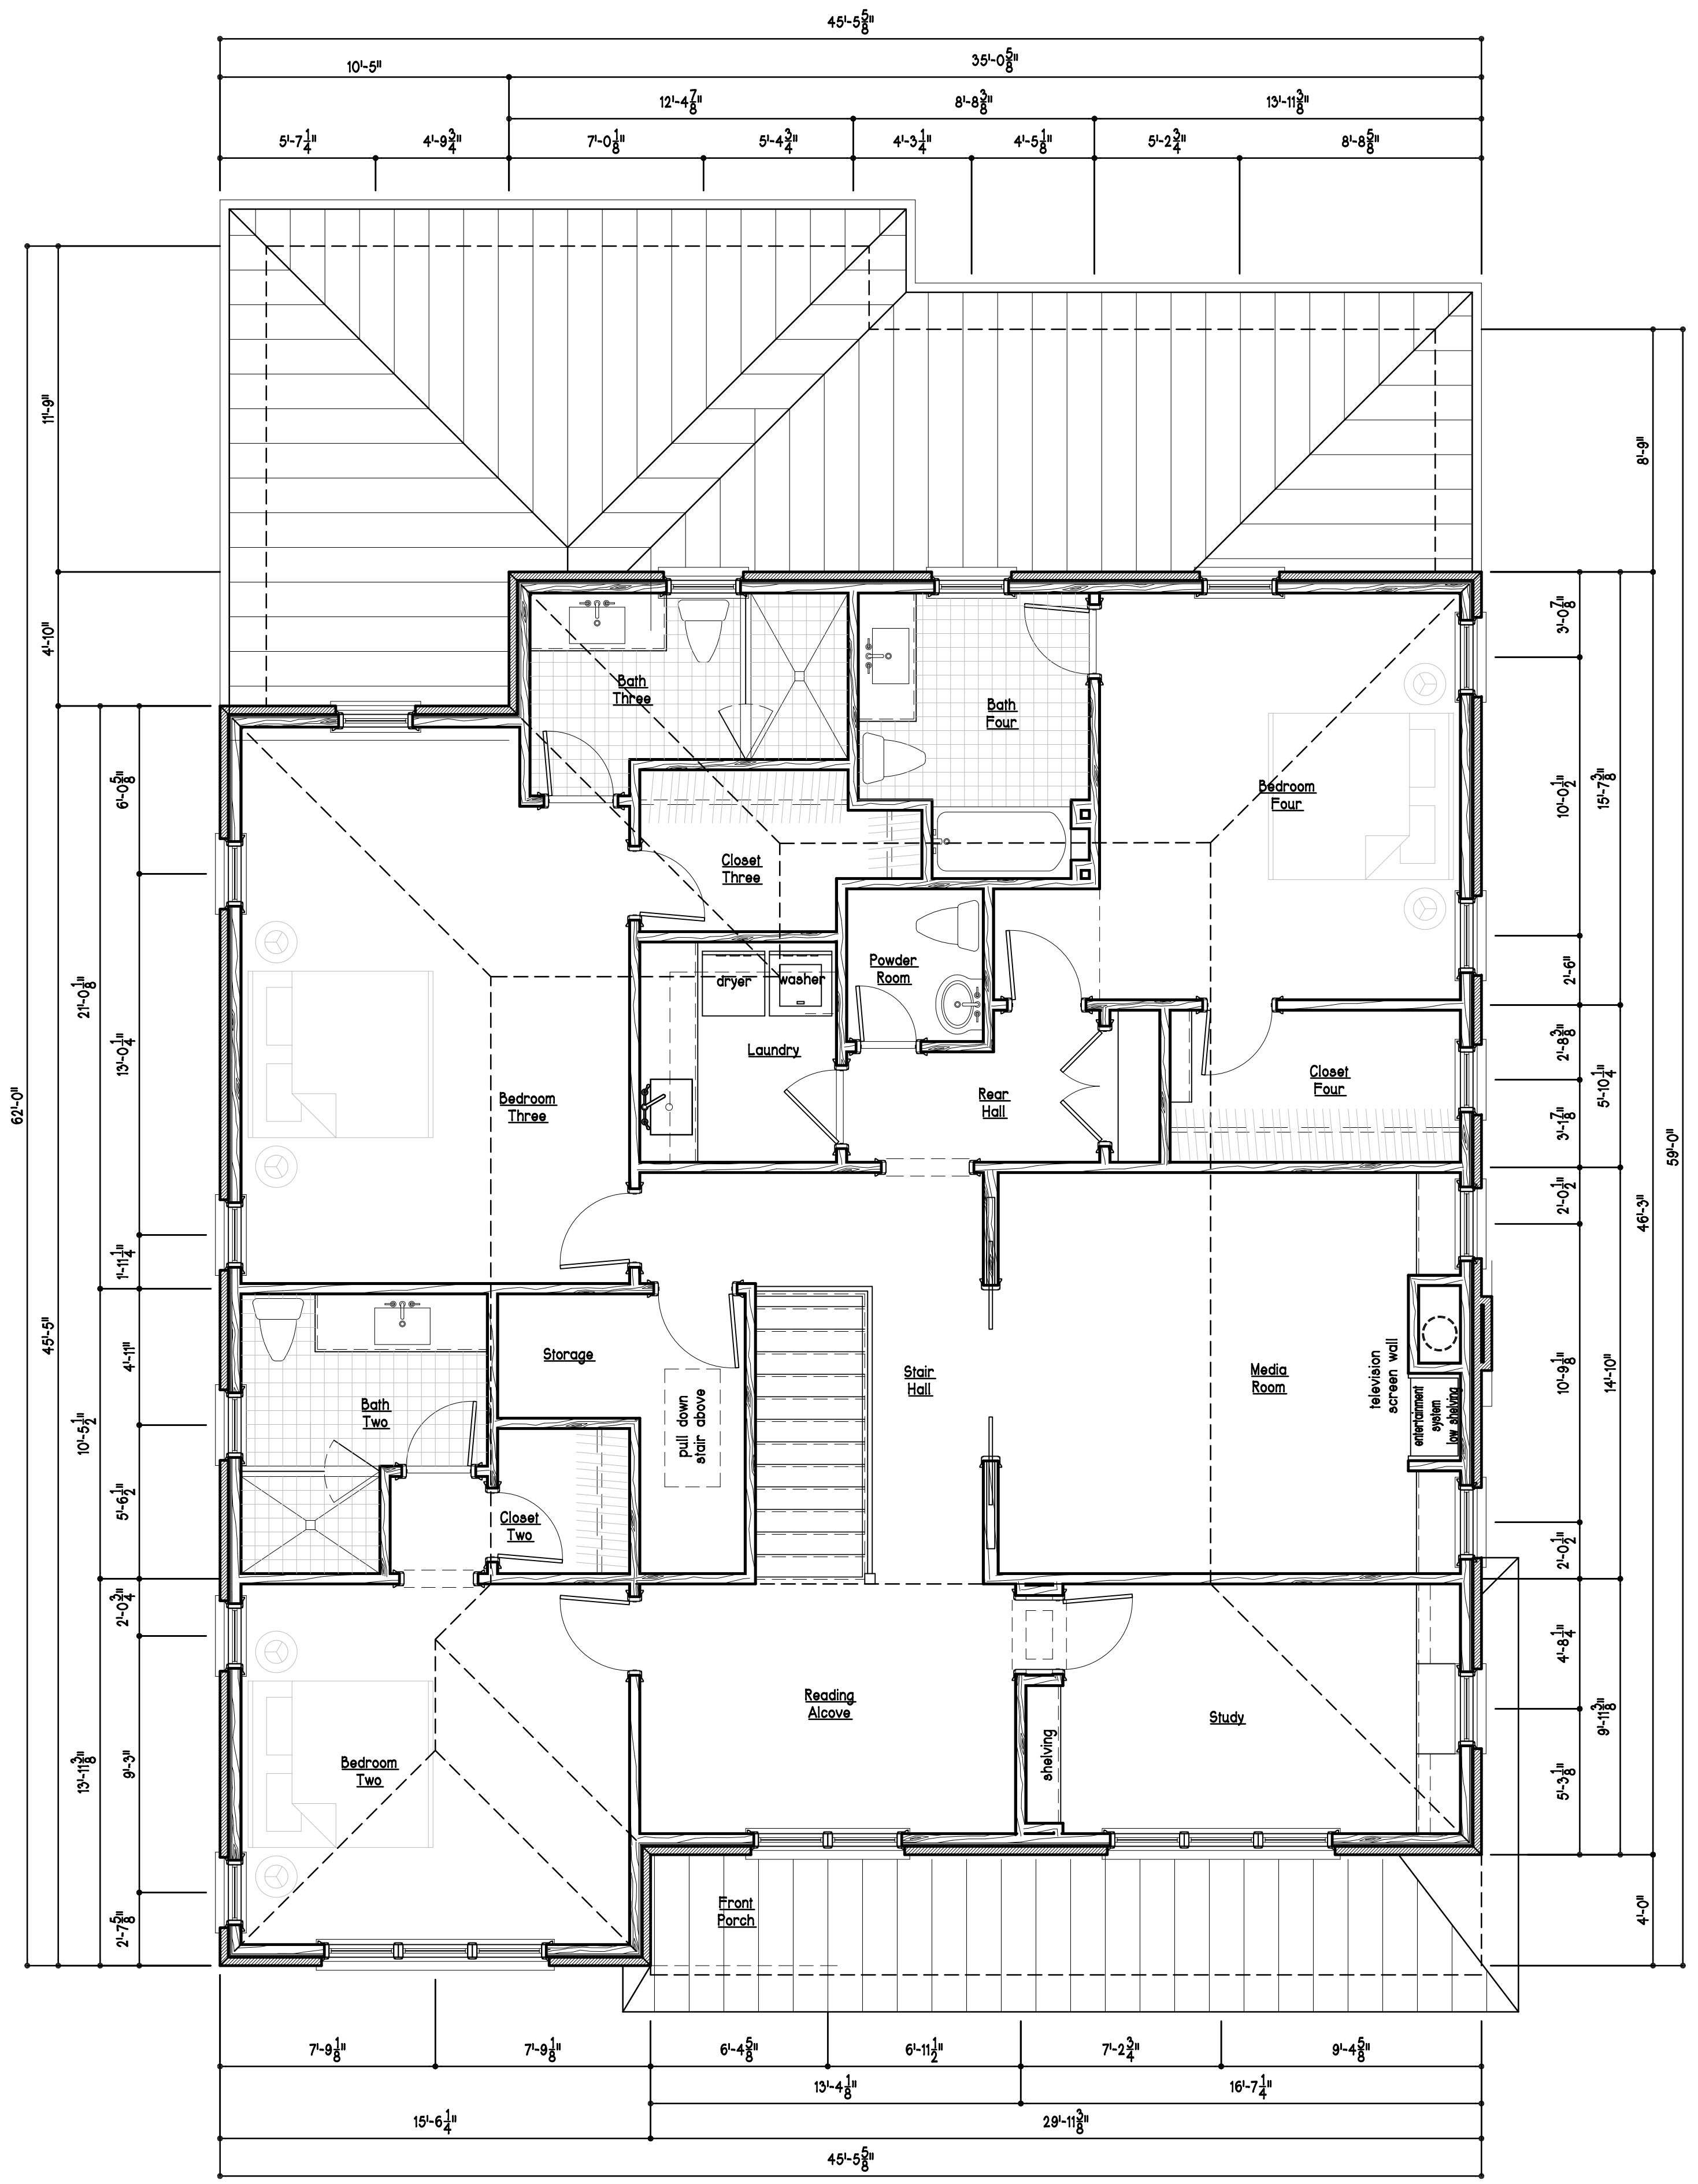 45'-5 5/8"
10'-5"
35'-0 5/8"
12'-4 7/8"
8'-8 3/8"
13'-11 3/8"
5'-7 1/4"
4'-9 3/4"
7'-0 1/8"
5'-4 3/4"
4'-3 1/4"
4'-5 1/8"
5'-2 3/4"
8'-8 5/8"
11'-9"
8'-9"
4'-10"
3'-0 7/8"
Bath
Three
Bath
Four
6'-0 5/8"
Bedroom
Four
10'-0 1/2"
15'-7 3/8"
Closet
Three
Powder
Room
dryer
washer
2'-6"
21'-0 1/8"
13'-0 1/4"
Laundry
2'-8 3/8"
62'-0"
Bedroom
Three
Rear
Hall
Closet
Four
5'-10 1/4"
3'-1 7/8"
59'-0"
46'-3"
2'-0 1/2"
1'-11 1/4"
45'-5"
4'-11"
Storage
Stair
Hall
Media
Room
television
screen wall
10'-9 1/8"
14'-10"
Bath
Two
pull down
stair above
entertainment
system
low shelving
10'-5 1/2"
5'-6 1/2"
Closet
Two
2'-0 1/2"
2'-0 3/4"
4'-8 1/4"
Reading
Alcove
Study
9'-11 3/8"
Bedroom
Two
shelving
13'-11 3/8"
9'-3"
5'-3 1/8"
Front
Porch
2'-7 5/8"
4'-0"
7'-9 1/8"
7'-9 1/8"
6'-4 5/8"
6'-11 1/2"
7'-2 3/4"
9'-4 5/8"
13'-4 1/8"
16'-7 1/4"
15'-6 1/4"
29'-11 3/8"
45'-5 5/8"